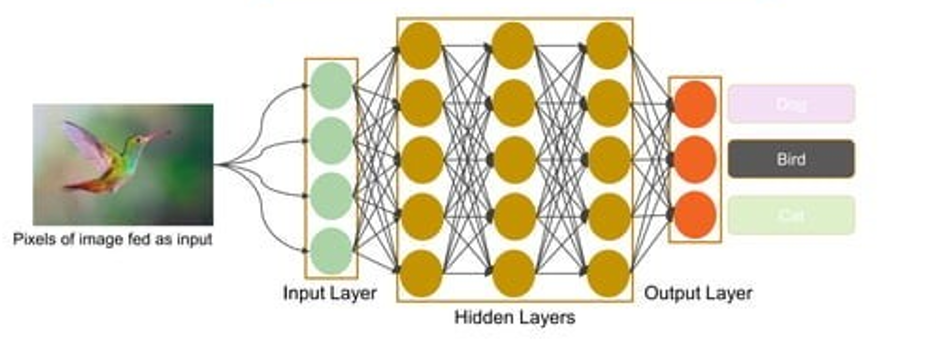 Dog
Bird
Cat
Pixels of image fed as input
Input Layer
Output Layer
Hidden Layers